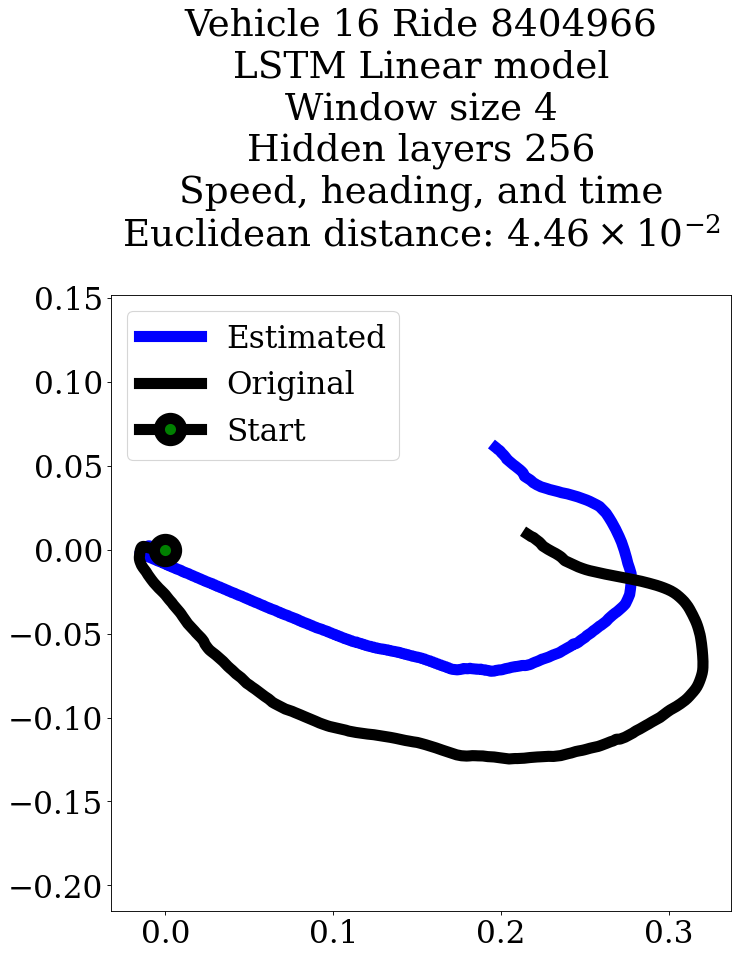 Vehicle 16 Ride 8404966
LSTM Linear model
Window size 4
Hidden layers 256
Speed, heading, and time
Euclidean distance: 4.46 × 10⁻²
0.15
Estimated
0.10
Original
Start
0.05
0.00
−0.05
−0.10
−0.15
−0.20
0.0 0.1 0.2 0.3